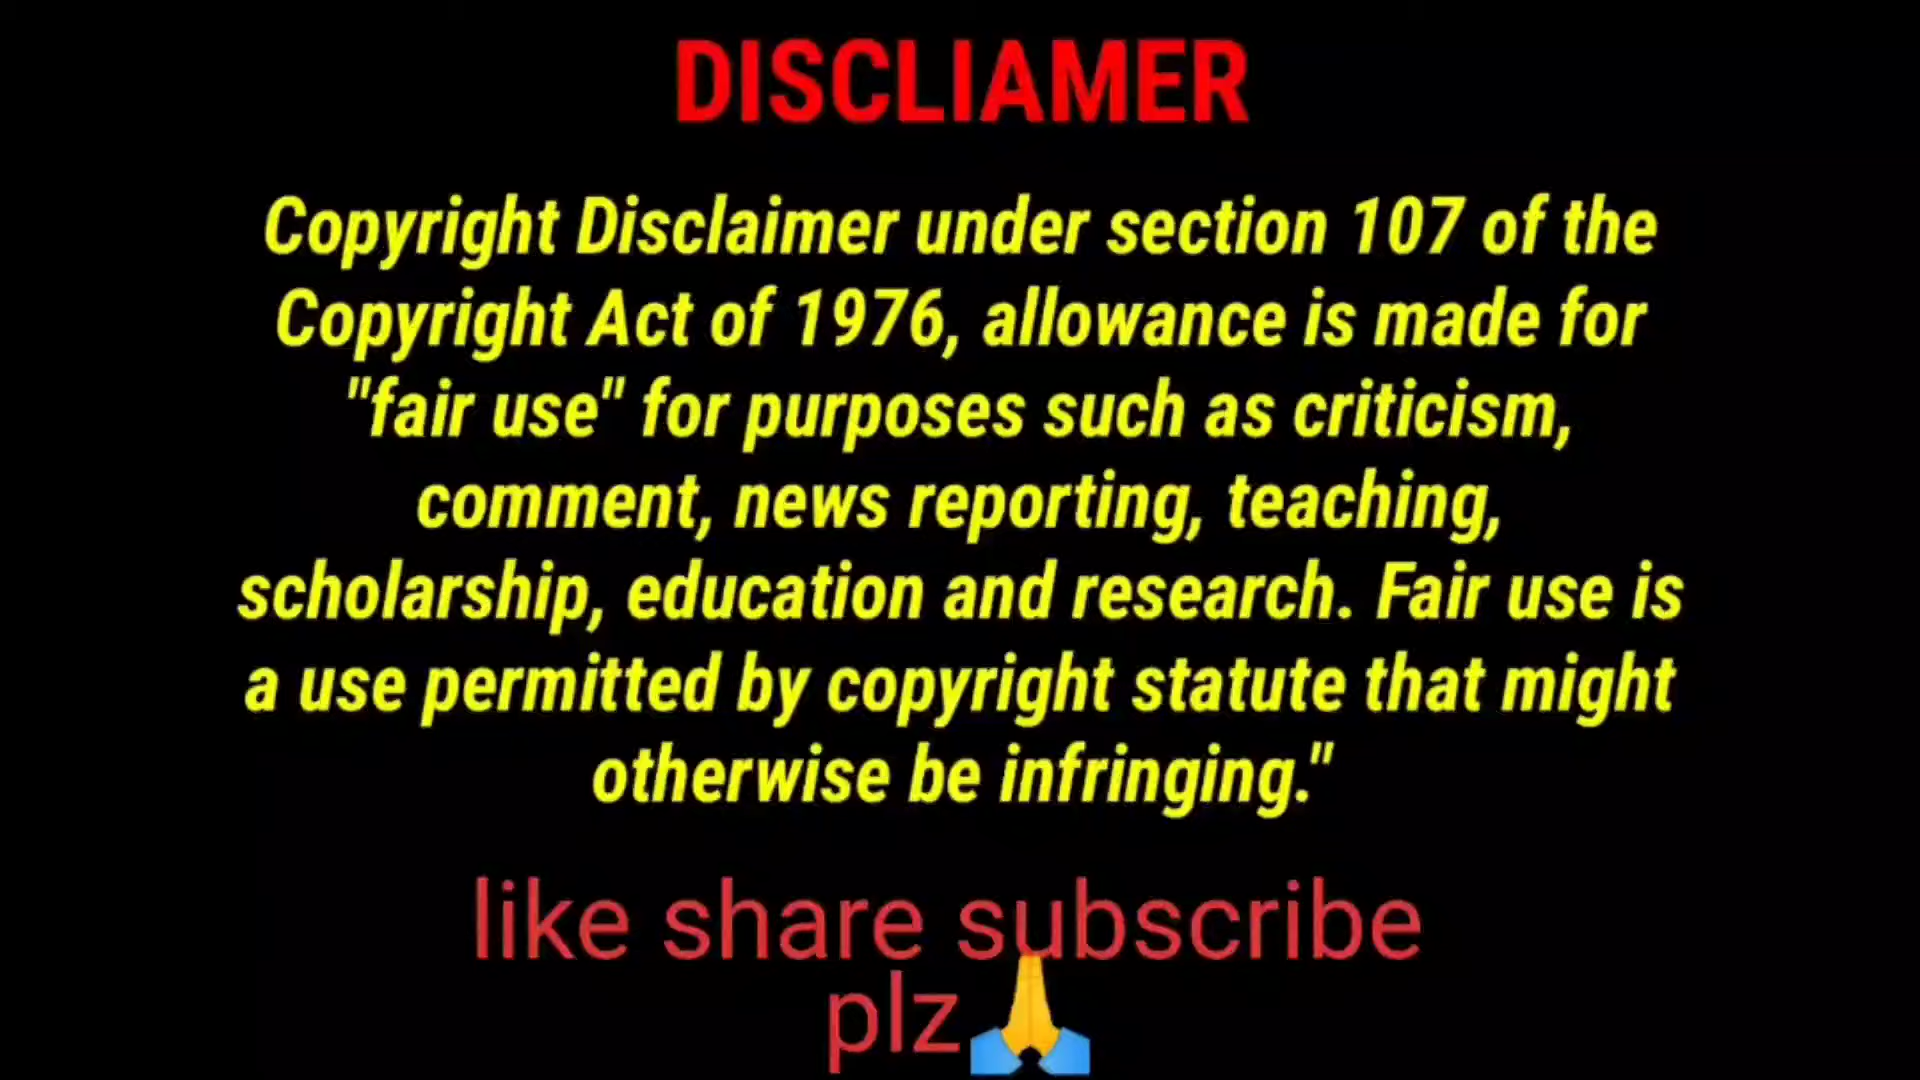 DISCLIAMER
Copyright Disclaimer under section 107 of the
Copyright Act of 1976, allowance is made for
"fair use" for purposes such as criticism,
comment, news reporting, teaching,
scholarship, education and research. Fair use is
a use permitted by copyright statute that might
otherwise be infringing."
like share subscribe
plz🙏